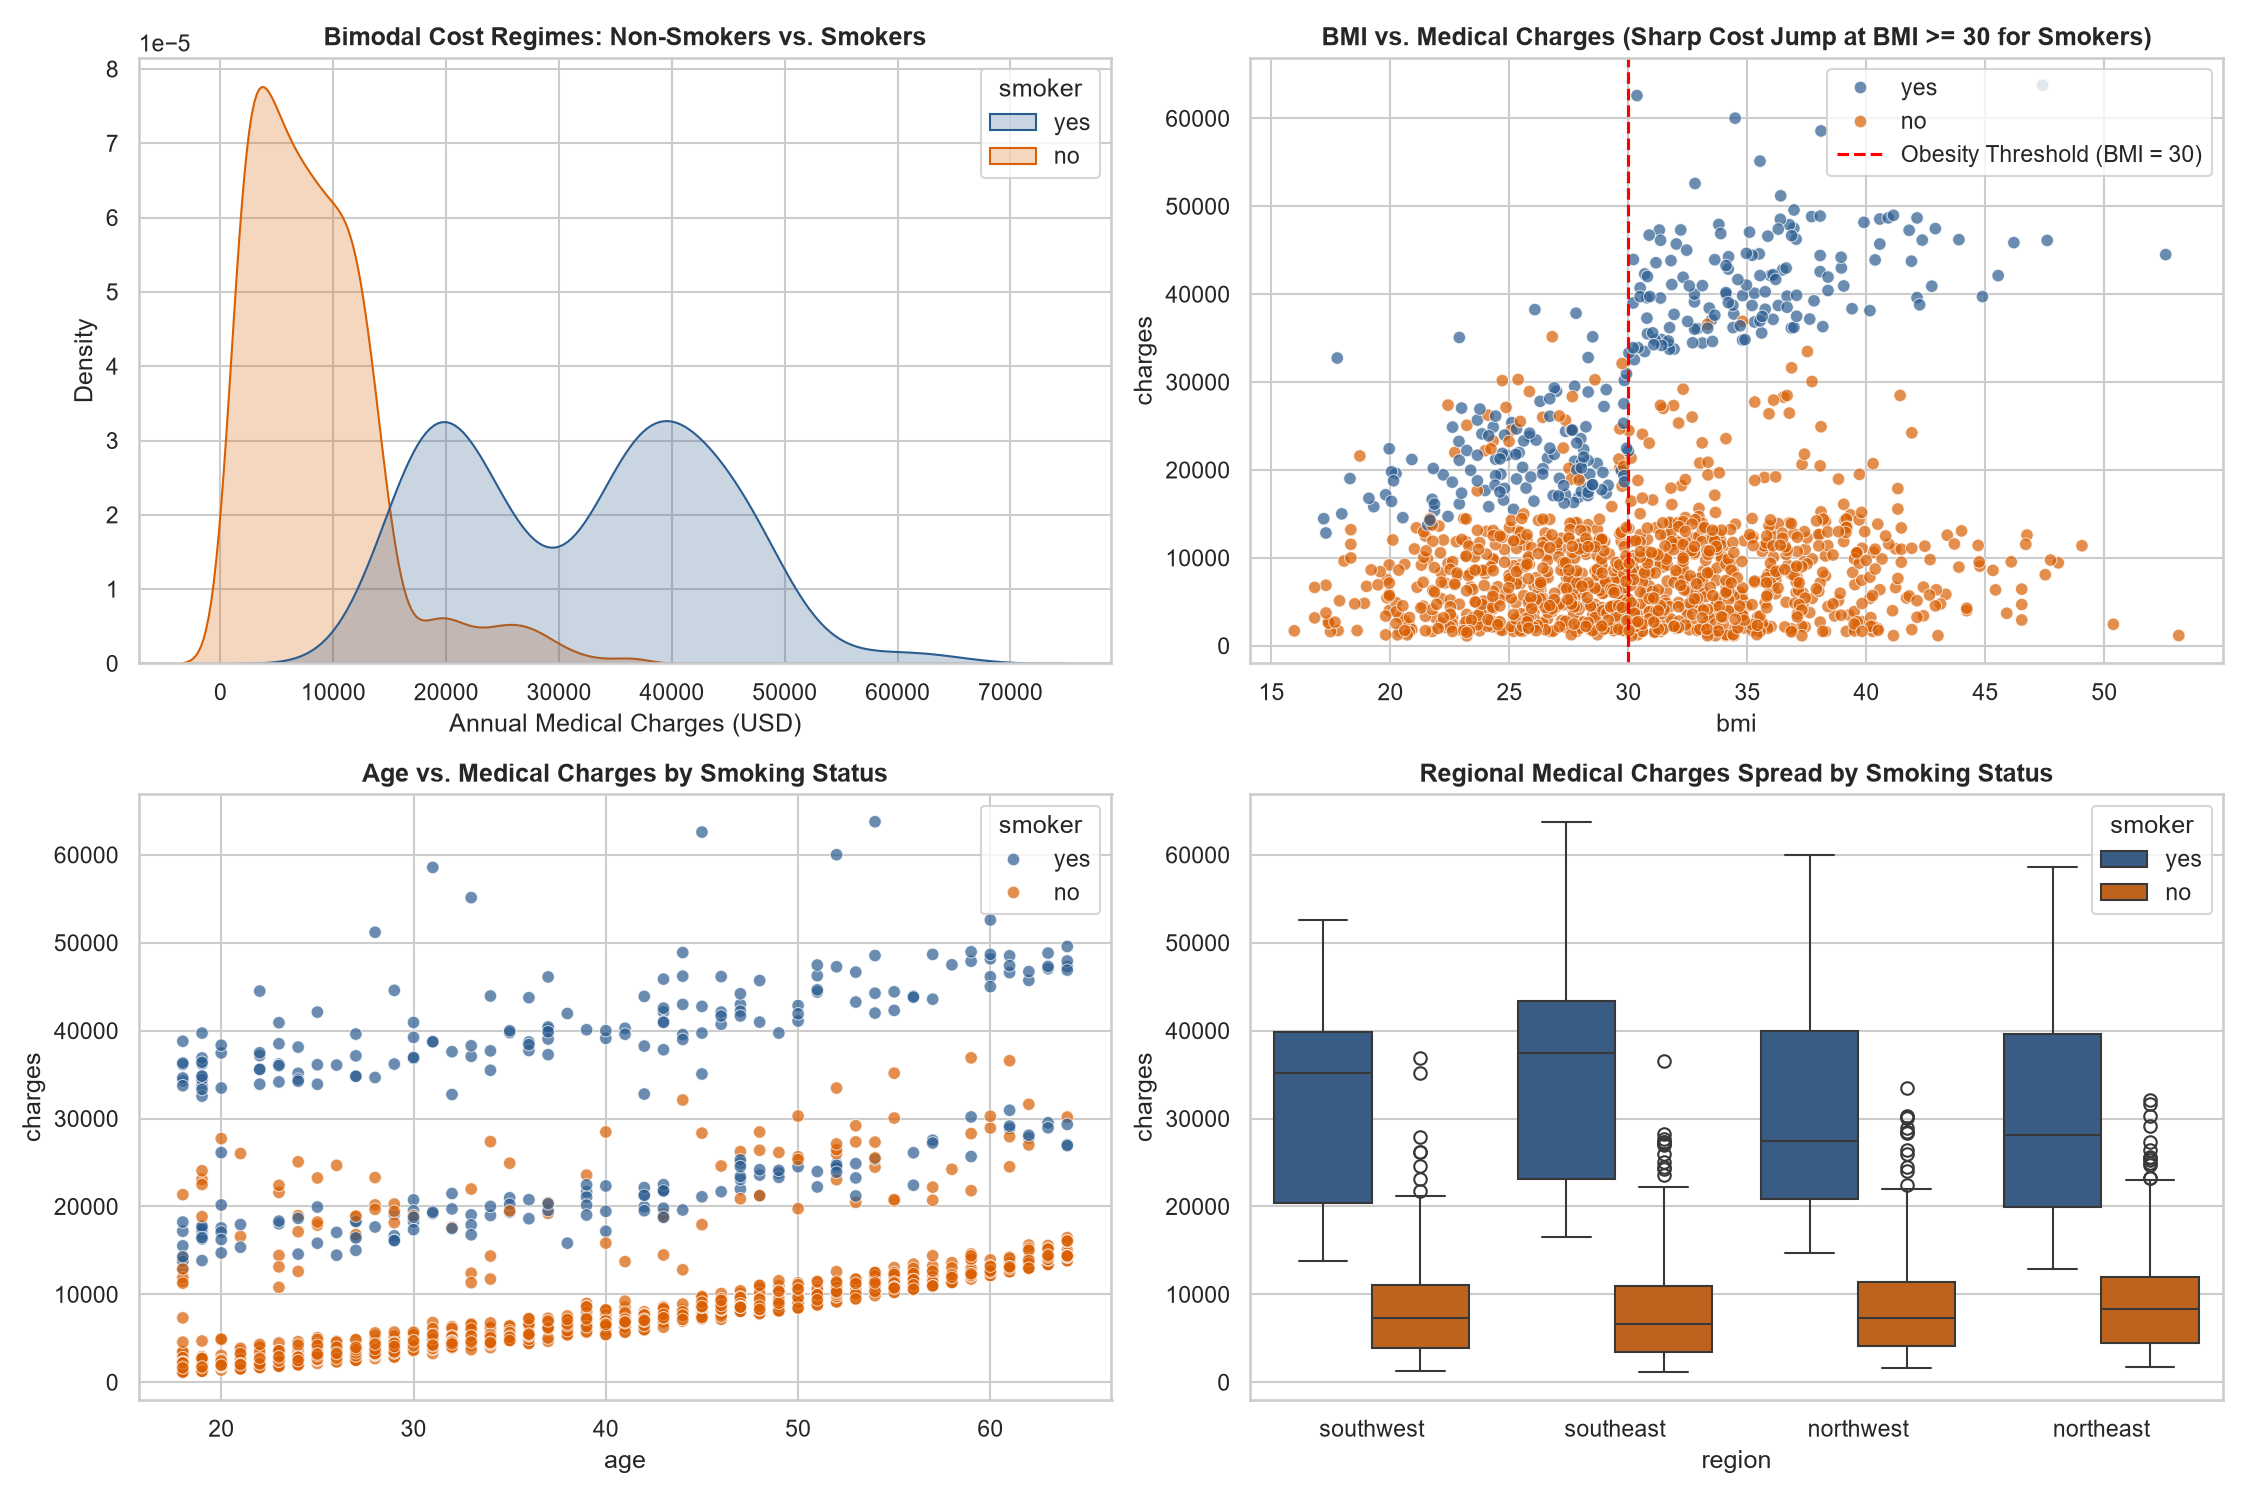 Bimodal Cost Regimes: Non-Smokers vs. Smokers
1e−5
8
7
6
5
4
3
2
1
0
Density
smoker
yes
no
0 10000 20000 30000 40000 50000 60000 70000
Annual Medical Charges (USD)
BMI vs. Medical Charges (Sharp Cost Jump at BMI >= 30 for Smokers)
60000
50000
40000
30000
20000
10000
0
charges
yes
no
Obesity Threshold (BMI = 30)
15 20 25 30 35 40 45 50
bmi
Age vs. Medical Charges by Smoking Status
60000
50000
40000
30000
20000
10000
0
charges
smoker
yes
no
20 30 40 50 60
age
Regional Medical Charges Spread by Smoking Status
60000
50000
40000
30000
20000
10000
0
charges
smoker
yes
no
southwest southeast northwest northeast
region